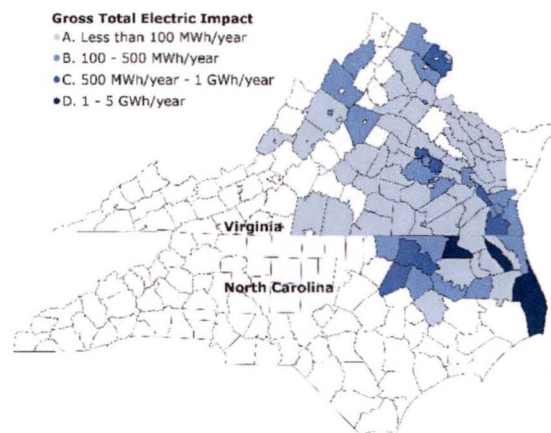 Gross Total Electric Impact
A. Less than 100 MWh/year
B. 100 - 500 MWh/year
C. 500 MWh/year - 1 GWh/year
D. 1 - 5 GWh/year
Virginia
North Carolina